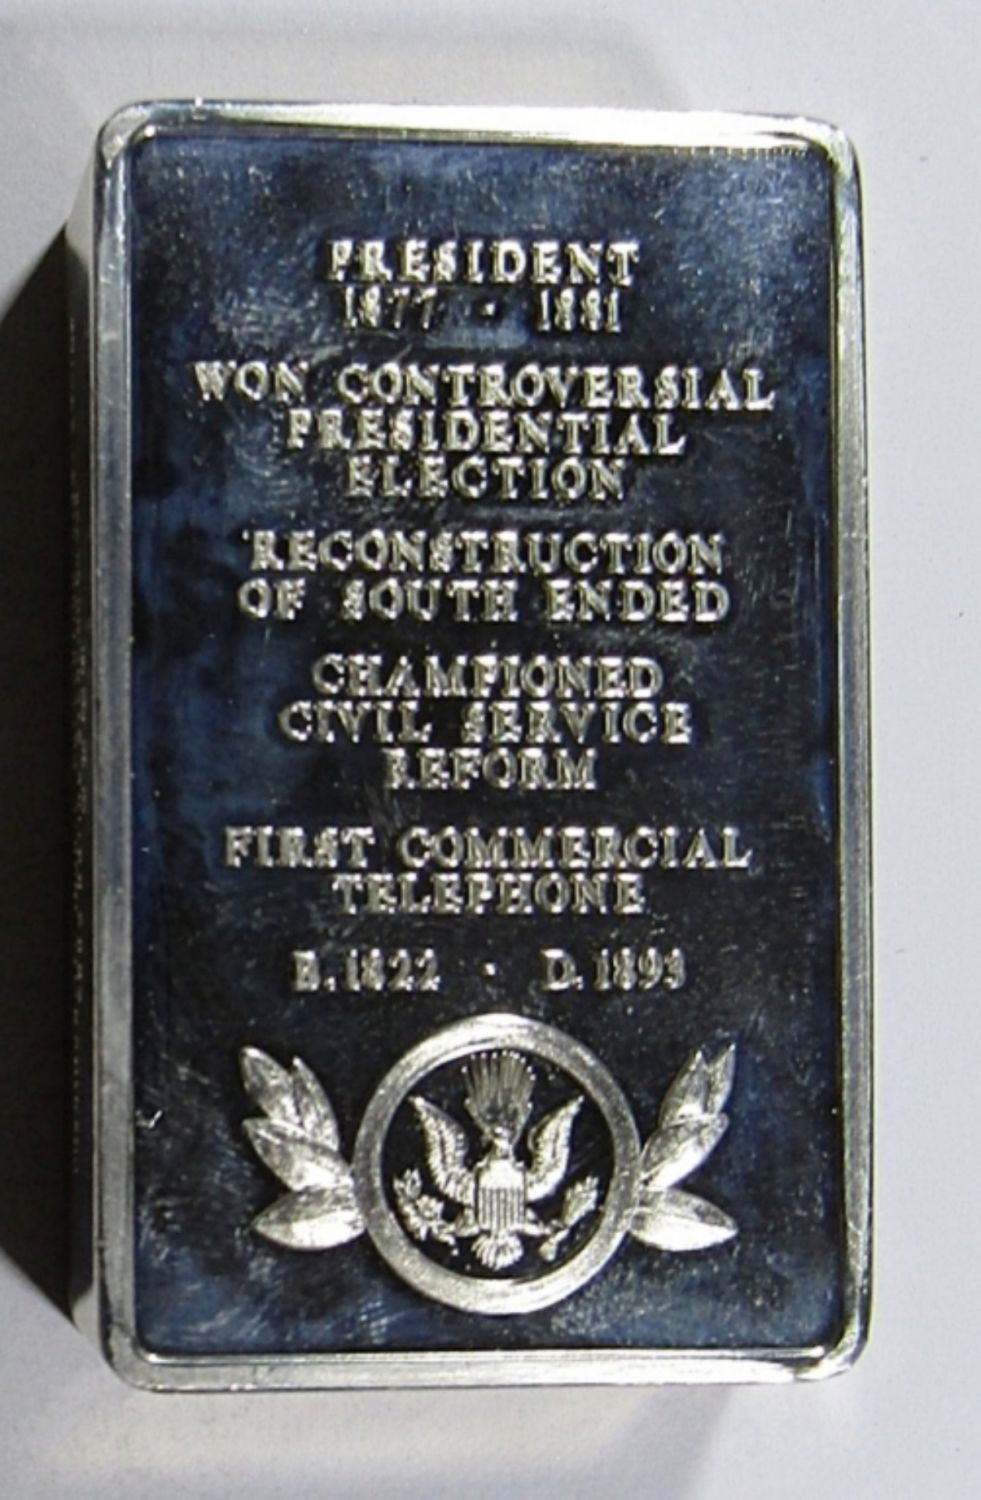 PRESIDENT
1877 · 1881
WON CONTROVERSIAL
PRESIDENTIAL
ELECTION
RECONSTRUCTION
OF SOUTH ENDED
CHAMPIONED
CIVIL SERVICE
REFORM
FIRST COMMERCIAL
TELEPHONE
B. 1822 · D. 1893